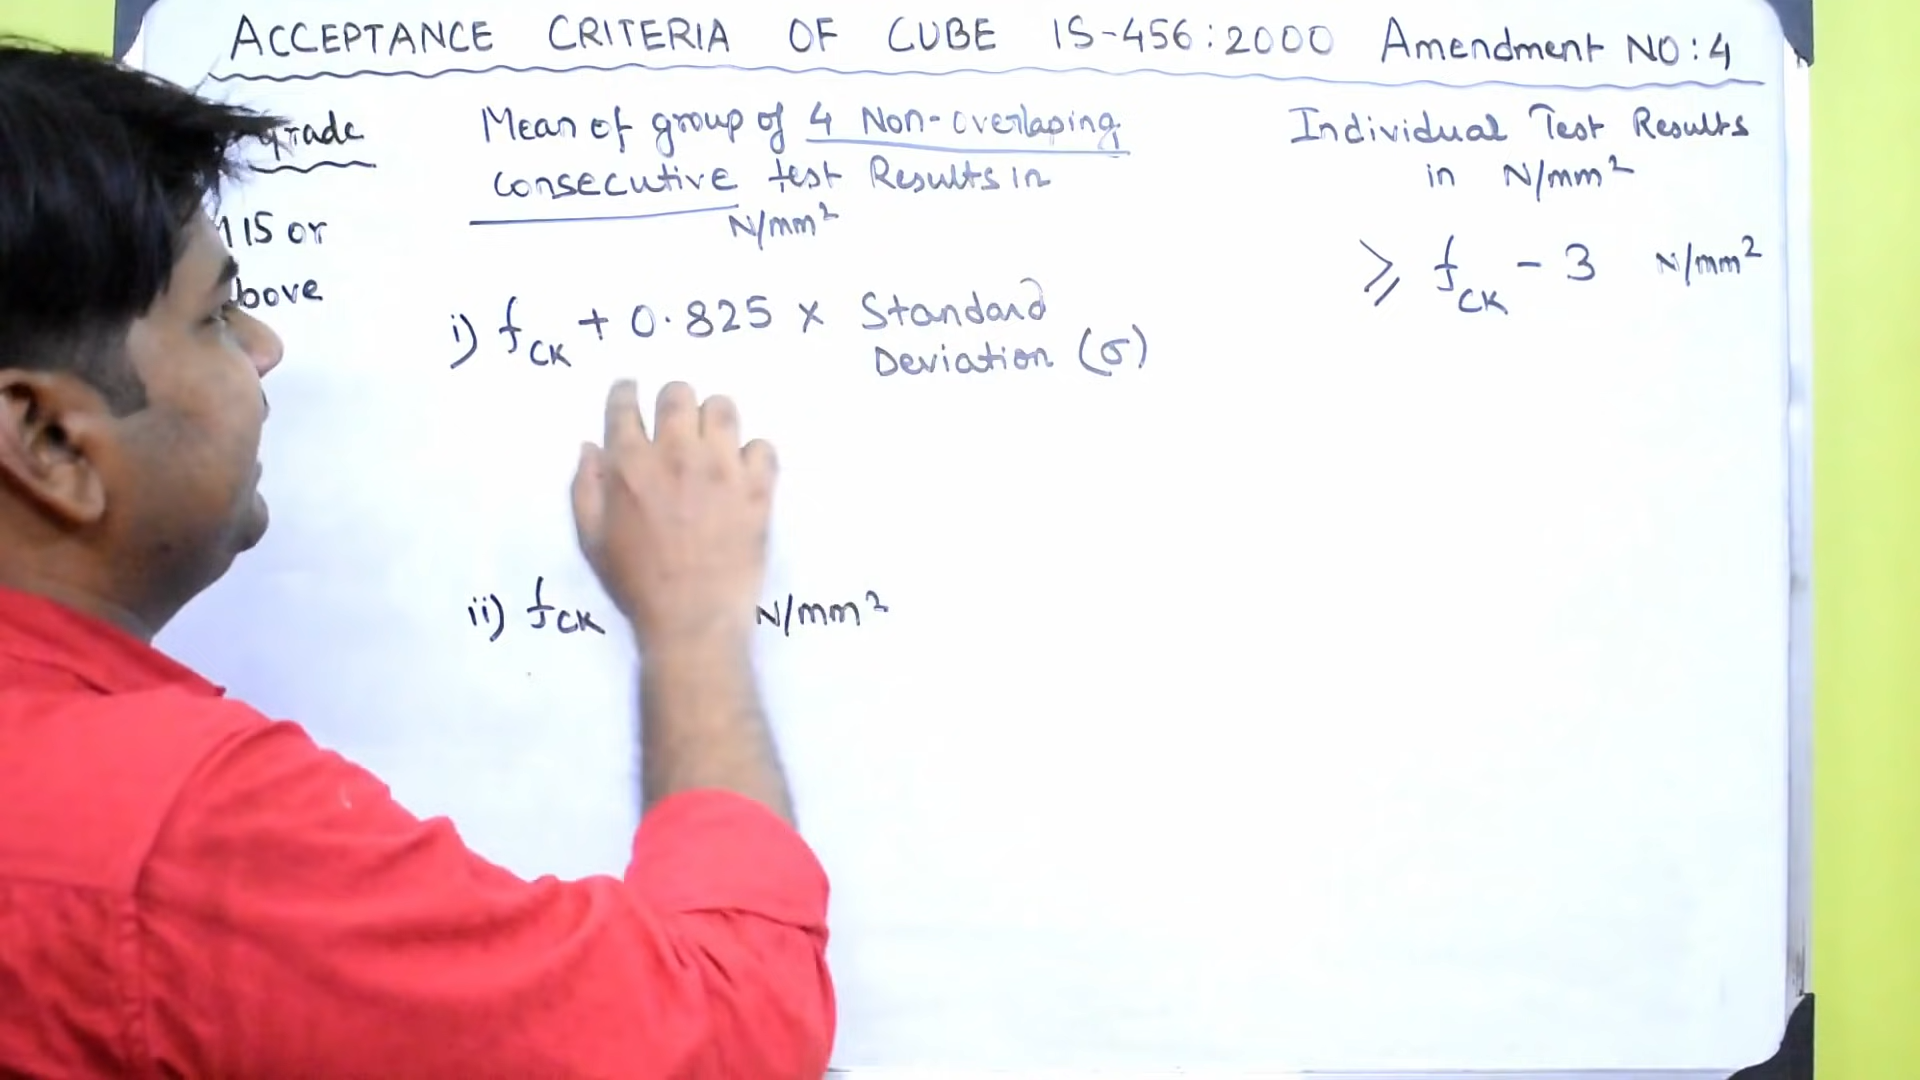 ACCEPTANCE CRITERIA OF CUBE IS-456:2000 Amendment NO:4
grade
Mean of group of 4 Non-overlaping
consecutive test Results in
N/mm²
Individual Test Results
in N/mm²
15 or
bove
i) fCK + 0.825 × Standard
Deviation (σ)
≥ fCK - 3 N/mm²
ii) fCK N/mm²